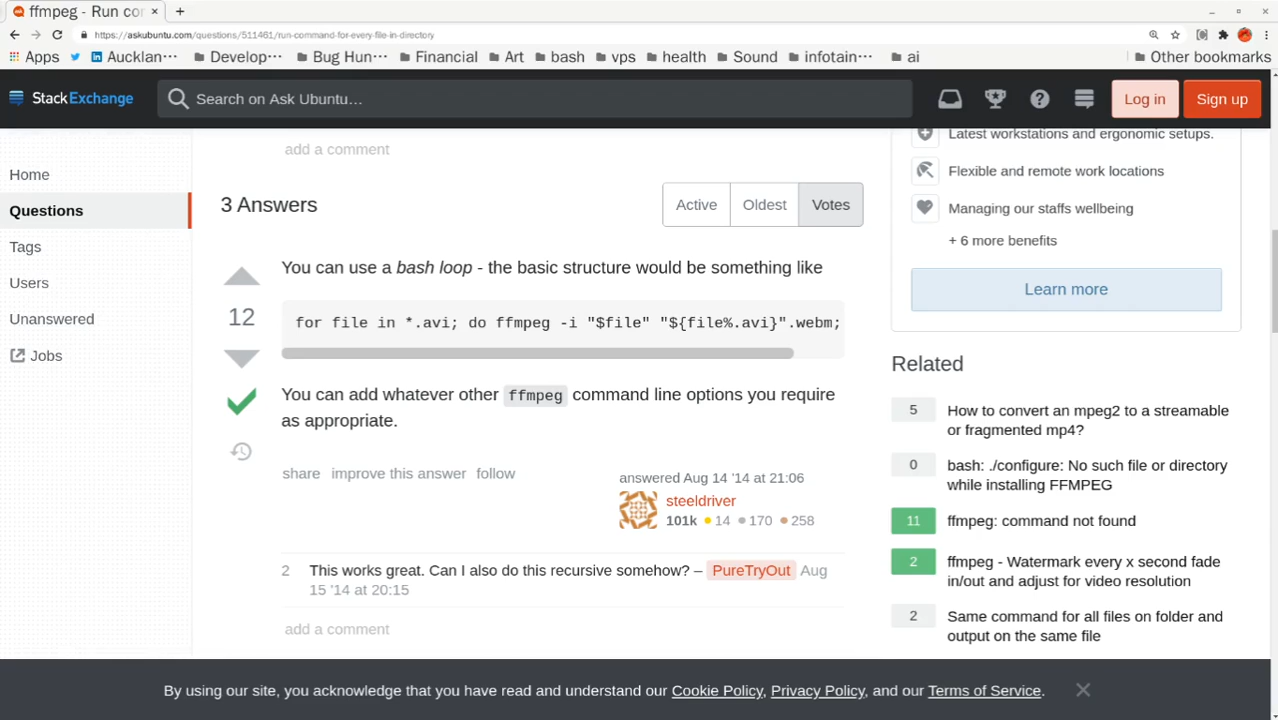 ffmpeg - Run cor
https://askubuntu.com/questions/511461/run-command-for-every-file-in-directory
Apps Aucklan··· Develop··· Bug Hun··· Financial Art bash vps health Sound infotain··· ai Other bookmarks
StackExchange Search on Ask Ubuntu… Log in Sign up
Home
Questions
Tags
Users
Unanswered
Jobs
add a comment
3 Answers
Active Oldest Votes
You can use a bash loop - the basic structure would be something like
12
for file in *.avi; do ffmpeg -i "$file" "${file%.avi}".webm;
You can add whatever other ffmpeg command line options you require
as appropriate.
share improve this answer follow
answered Aug 14 '14 at 21:06
steeldriver
101k 14 170 258
2 This works great. Can I also do this recursive somehow? – PureTryOut Aug
15 '14 at 20:15
add a comment
Latest workstations and ergonomic setups.
Flexible and remote work locations
Managing our staffs wellbeing
+ 6 more benefits
Learn more
Related
5 How to convert an mpeg2 to a streamable
or fragmented mp4?
0 bash: ./configure: No such file or directory
while installing FFMPEG
11 ffmpeg: command not found
2 ffmpeg - Watermark every x second fade
in/out and adjust for video resolution
2 Same command for all files on folder and
output on the same file
By using our site, you acknowledge that you have read and understand our Cookie Policy, Privacy Policy, and our Terms of Service.